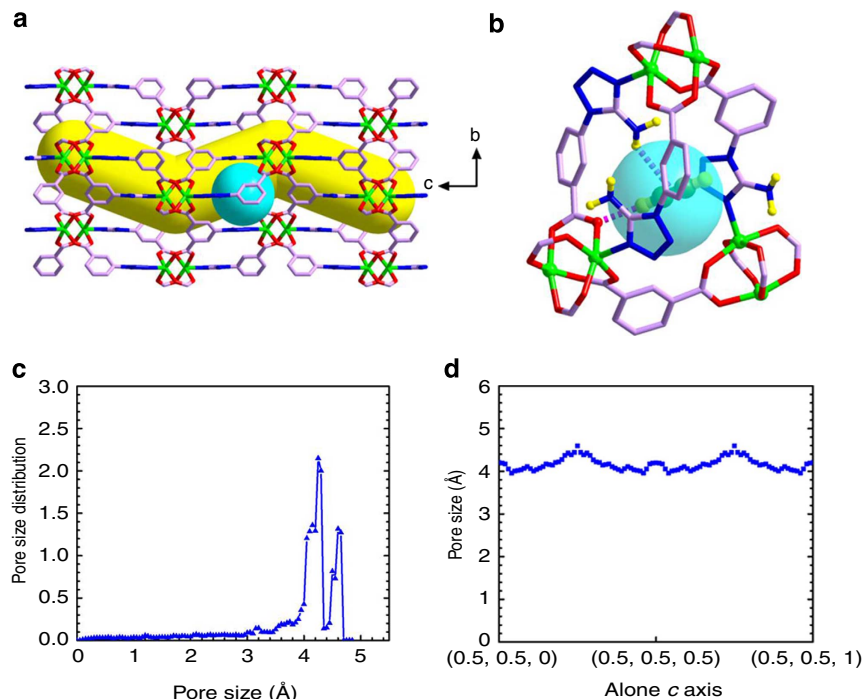 a
b
b
c
c
3.0
2.5
2.0
1.5
1.0
0.5
0.0
Pore size distribution
0 1 2 3 4 5
Pore size (Å)
d
6
5
4
3
2
1
0
Pore size (Å)
(0.5, 0.5, 0) (0.5, 0.5, 0.5) (0.5, 0.5, 1)
Alone c axis